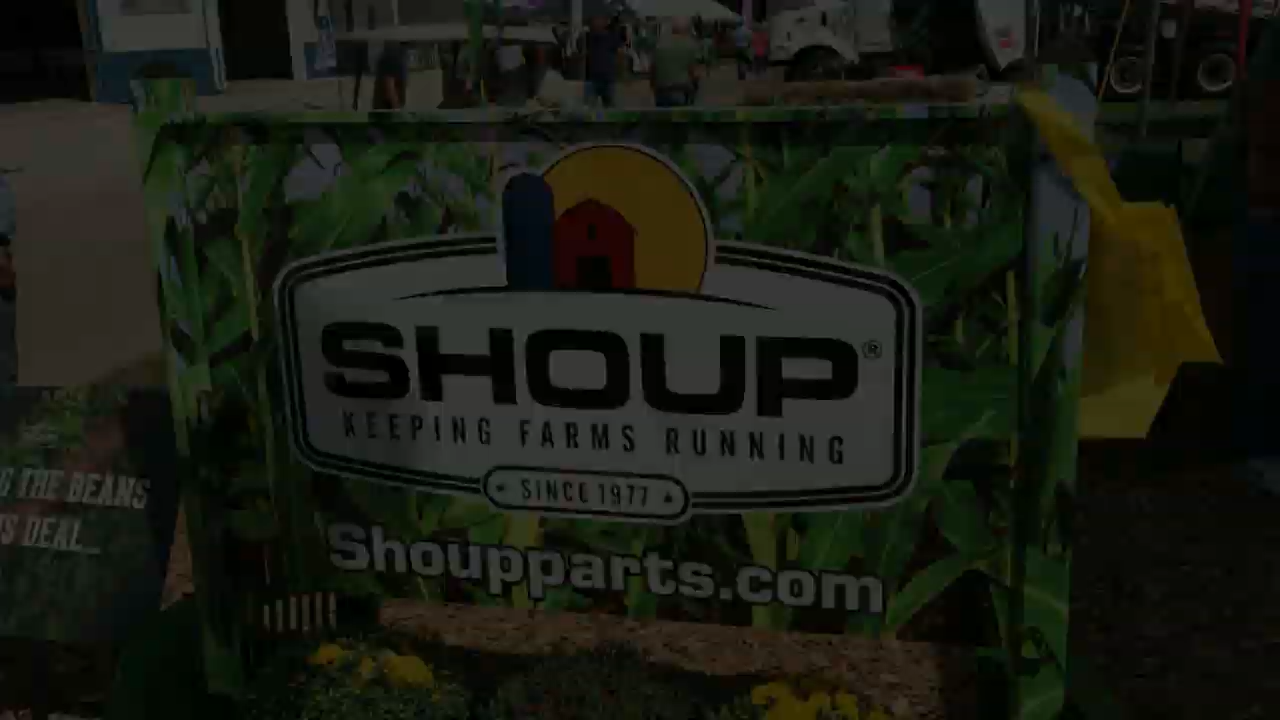 SHOUP®
KEEPING FARMS RUNNING
SINCE 1977
Shoupparts.com
THE BEANS
DEAL...